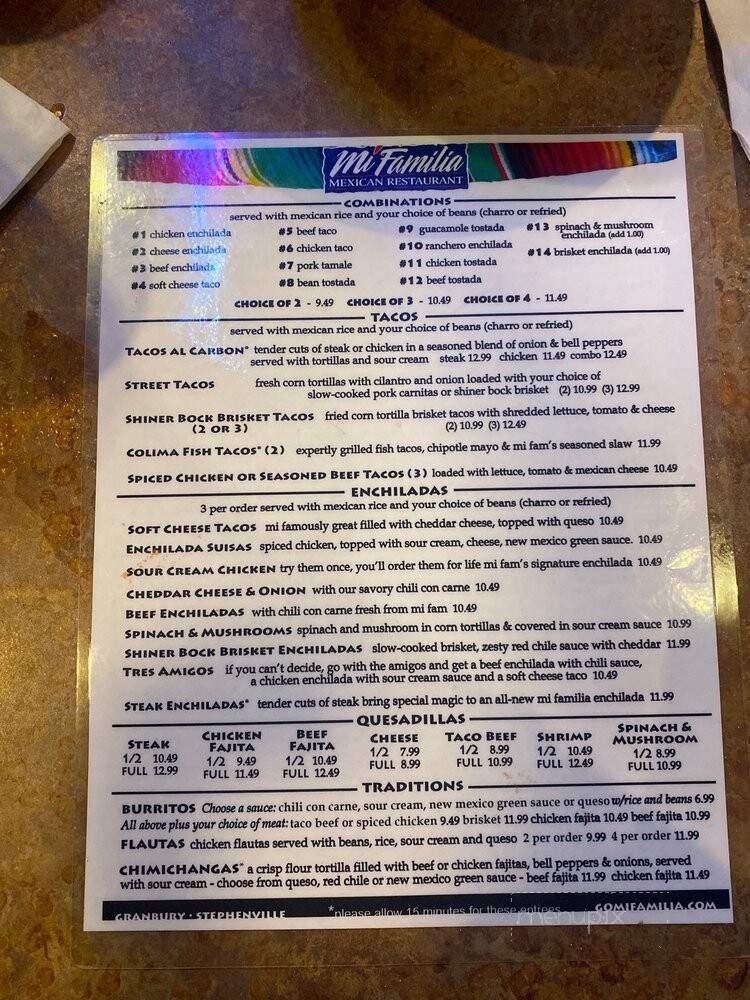 Mi Familia
MEXICAN RESTAURANT
COMBINATIONS
served with mexican rice and your choice of beans (charro or refried)
#1 chicken enchilada #5 beef taco #9 guacamole tostada #13 spinach & mushroom
enchilada (add 1.00)
#2 cheese enchilada #6 chicken taco #10 ranchero enchilada #14 brisket enchilada (add 1.00)
#3 beef enchilada #7 pork tamale #11 chicken tostada
#4 soft cheese taco #8 bean tostada #12 beef tostada
CHOICE OF 2 - 9.49 CHOICE OF 3 - 10.49 CHOICE OF 4 - 11.49
TACOS
served with mexican rice and your choice of beans (charro or refried)
TACOS AL CARBON* tender cuts of steak or chicken in a seasoned blend of onion & bell peppers
served with tortillas and sour cream steak 12.99 chicken 11.49 combo 12.49
STREET TACOS fresh corn tortillas with cilantro and onion loaded with your choice of
slow-cooked pork carnitas or shiner bock brisket (2) 10.99 (3) 12.99
SHINER BOCK BRISKET TACOS fried corn tortilla brisket tacos with shredded lettuce, tomato & cheese
(2 OR 3) (2) 10.99 (3) 12.49
COLIMA FISH TACOS* (2) expertly grilled fish tacos, chipotle mayo & mi fam's seasoned slaw 11.99
SPICED CHICKEN OR SEASONED BEEF TACOS (3) loaded with lettuce, tomato & mexican cheese 10.49
ENCHILADAS
3 per order served with mexican rice and your choice of beans (charro or refried)
SOFT CHEESE TACOS mi famously great filled with cheddar cheese, topped with queso 10.49
ENCHILADA SUISAS spiced chicken, topped with sour cream, cheese, new mexico green sauce. 10.49
SOUR CREAM CHICKEN try them once, you'll order them for life mi fam's signature enchilada 10.49
CHEDDAR CHEESE & ONION with our savory chili con carne 10.49
BEEF ENCHILADAS with chili con carne fresh from mi fam 10.49
SPINACH & MUSHROOMS spinach and mushroom in corn tortillas & covered in sour cream sauce 10.99
SHINER BOCK BRISKET ENCHILADAS slow-cooked brisket, zesty red chile sauce with cheddar 11.99
TRES AMIGOS if you can't decide, go with the amigos and get a beef enchilada with chili sauce,
a chicken enchilada with sour cream sauce and a soft cheese taco 10.49
STEAK ENCHILADAS* tender cuts of steak bring special magic to an all-new mi familia enchilada 11.99
QUESADILLAS
STEAK CHICKEN FAJITA BEEF FAJITA CHEESE TACO BEEF SHRIMP SPINACH & MUSHROOM
1/2 10.49 1/2 9.49 1/2 10.49 1/2 7.99 1/2 8.99 1/2 10.49 1/2 8.99
FULL 12.99 FULL 11.49 FULL 12.49 FULL 8.99 FULL 10.99 FULL 12.49 FULL 10.99
TRADITIONS
BURRITOS Choose a sauce: chili con carne, sour cream, new mexico green sauce or queso w/rice and beans 6.99
All above plus your choice of meat: taco beef or spiced chicken 9.49 brisket 11.99 chicken fajita 10.49 beef fajita 10.99
FLAUTAS chicken flautas served with beans, rice, sour cream and queso 2 per order 9.99 4 per order 11.99
CHIMICHANGAS* a crisp flour tortilla filled with beef or chicken fajitas, bell peppers & onions, served
with sour cream - choose from queso, red chile or new mexico green sauce - beef fajita 11.99 chicken fajita 11.49
GRANBURY · STEPHENVILLE *please allow 15 minutes for these entrees GOMIFAMILIA.COM
menupix